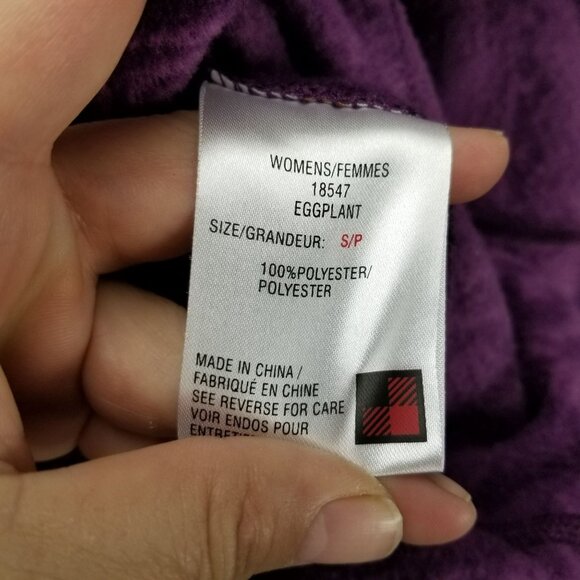 WOMENS/FEMMES
18547
EGGPLANT
SIZE/GRANDEUR: S/P
100%POLYESTER/
POLYESTER
MADE IN CHINA/
FABRIQUÉ EN CHINE
SEE REVERSE FOR CARE
VOIR ENDOS POUR